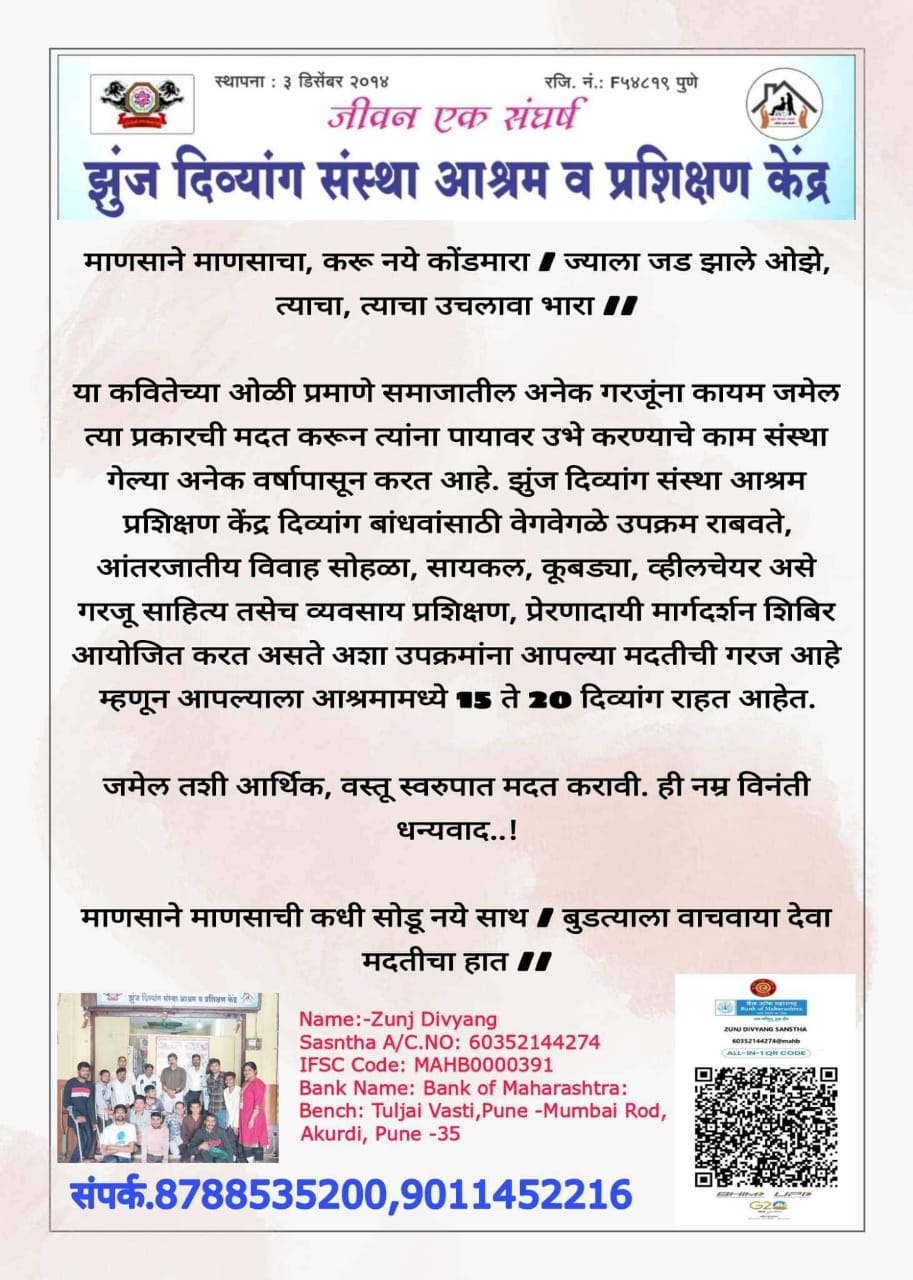 स्थापना : ३ डिसेंबर २०१४
रजि. नं.: F५४८१९ पुणे
जीवन एक संघर्ष
झुंज दिव्यांग संस्था आश्रम व प्रशिक्षण केंद्र
माणसाने माणसाचा, करू नये कोंडमारा / ज्याला जड झाले ओझे,
त्याचा, त्याचा उचलावा भारा //
या कवितेच्या ओळी प्रमाणे समाजातील अनेक गरजूंना कायम जमेल
त्या प्रकारची मदत करून त्यांना पायावर उभे करण्याचे काम संस्था
गेल्या अनेक वर्षापासून करत आहे. झुंज दिव्यांग संस्था आश्रम
प्रशिक्षण केंद्र दिव्यांग बांधवांसाठी वेगवेगळे उपक्रम राबवते,
आंतरजातीय विवाह सोहळा, सायकल, कूबड्या, व्हीलचेयर असे
गरजू साहित्य तसेच व्यवसाय प्रशिक्षण, प्रेरणादायी मार्गदर्शन शिबिर
आयोजित करत असते अशा उपक्रमांना आपल्या मदतीची गरज आहे
म्हणून आपल्याला आश्रमामध्ये 15 ते 20 दिव्यांग राहत आहेत.
जमेल तशी आर्थिक, वस्तू स्वरुपात मदत करावी. ही नम्र विनंती
धन्यवाद..!
माणसाने माणसाची कधी सोडू नये साथ / बुडत्याला वाचवाया देवा
मदतीचा हात //
झुंज दिव्यांग संस्था आश्रम व प्रशिक्षण केंद्र
Name:-Zunj Divyang
Sasntha A/C.NO: 60352144274
IFSC Code: MAHB0000391
Bank Name: Bank of Maharashtra:
Bench: Tuljai Vasti,Pune -Mumbai Rod,
Akurdi, Pune -35
बैंक ऑफ महाराष्ट्र
Bank of Maharashtra
ZUNJ DIVYANG SANSTHA
60352144274@mahb
ALL-IN-1 QR CODE
BHIM UPI
G20
संपर्क.8788535200,9011452216